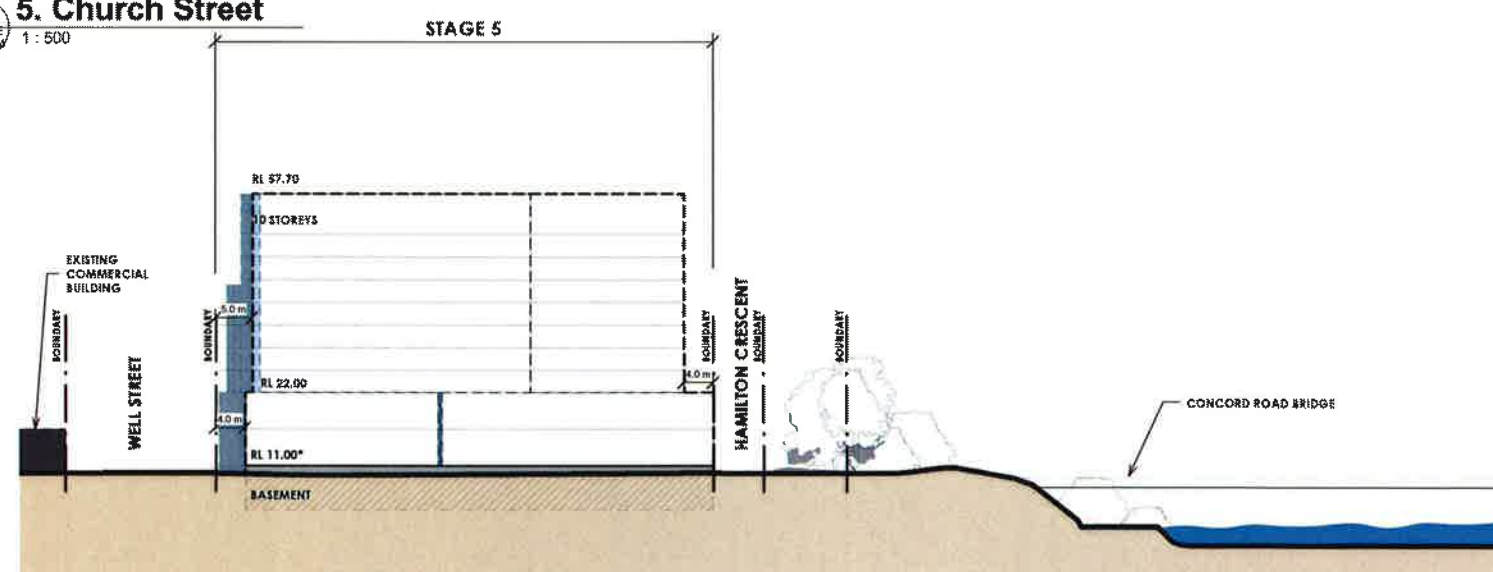 5. Church Street
1 : 500
STAGE 5
RL 57.70
10 STOREYS
EXISTING
COMMERCIAL
BUILDING
BOUNDARY
WELL STREET
BOUNDARY
5.0 m
RL 22.00
4.0 m
RL 11.00*
BASEMENT
4.0 m
BOUNDARY
HAMILTON CRESCENT
BOUNDARY
BOUNDARY
CONCORD ROAD BRIDGE